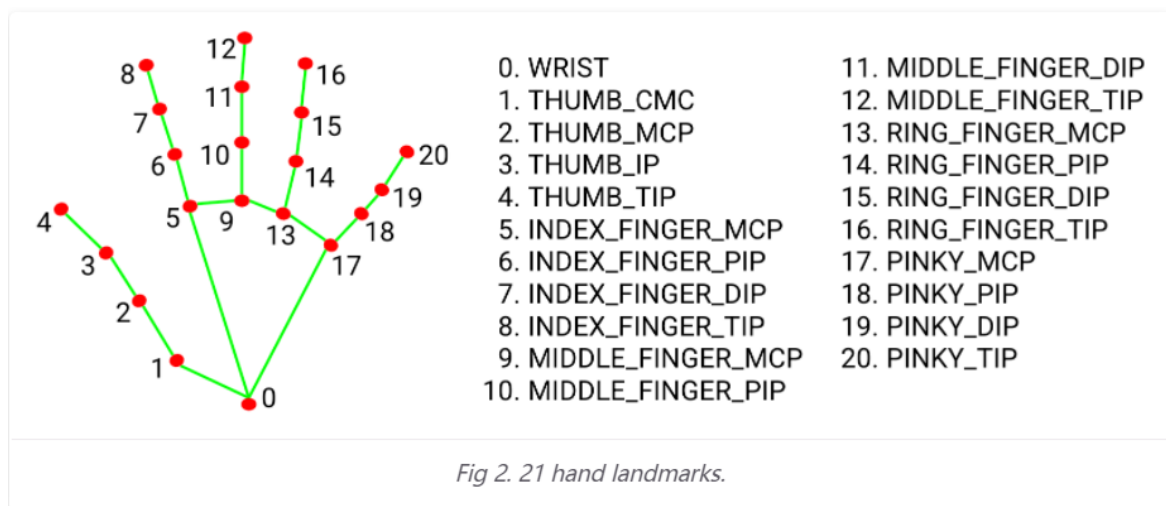 12
8
16
11
7
15
10
20
6
14
4
19
5
9
18
13
3
17
2
1
0
0. WRIST
1. THUMB_CMC
2. THUMB_MCP
3. THUMB_IP
4. THUMB_TIP
5. INDEX_FINGER_MCP
6. INDEX_FINGER_PIP
7. INDEX_FINGER_DIP
8. INDEX_FINGER_TIP
9. MIDDLE_FINGER_MCP
10. MIDDLE_FINGER_PIP
11. MIDDLE_FINGER_DIP
12. MIDDLE_FINGER_TIP
13. RING_FINGER_MCP
14. RING_FINGER_PIP
15. RING_FINGER_DIP
16. RING_FINGER_TIP
17. PINKY_MCP
18. PINKY_PIP
19. PINKY_DIP
20. PINKY_TIP
Fig 2. 21 hand landmarks.